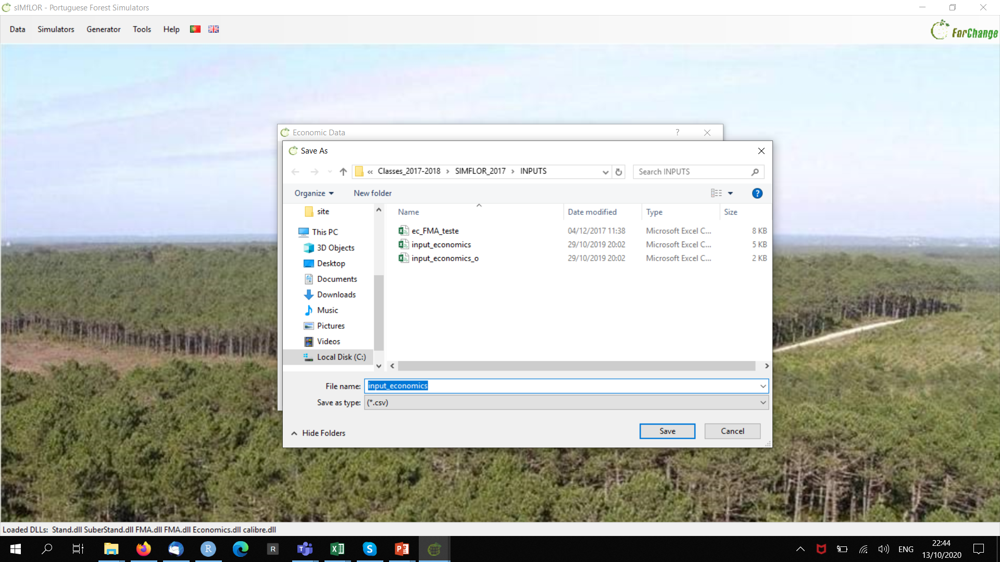 sIMfLOR - Portuguese Forest Simulators
Data Simulators Generator Tools Help
ForChange
Economic Data ?
Save As
« Classes_2017-2018 › SIMFLOR_2017 › INPUTS
Search INPUTS
Organize New folder ?
site
This PC
3D Objects
Desktop
Documents
Downloads
Music
Pictures
Videos
Local Disk (C:)
Name Date modified Type Size
ec_FMA_teste 04/12/2017 11:38 Microsoft Excel C... 8 KB
input_economics 29/10/2019 20:02 Microsoft Excel C... 5 KB
input_economics_o 29/10/2019 20:02 Microsoft Excel C... 2 KB
File name: input_economics
Save as type: (*.csv)
Hide Folders
Save Cancel
Loaded DLLs: Stand.dll SuberStand.dll FMA.dll FMA.dll Economics.dll calibre.dll
R R
ENG
22:44
13/10/2020